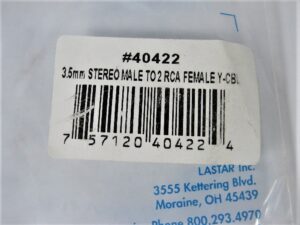 #40422
3.5mm STEREO MALE TO 2 RCA FEMALE Y-CBL
7 57120 40422 4
LASTAR Inc.
3555 Kettering Blvd.
Moraine, OH 45439
Phone 800.293.4970